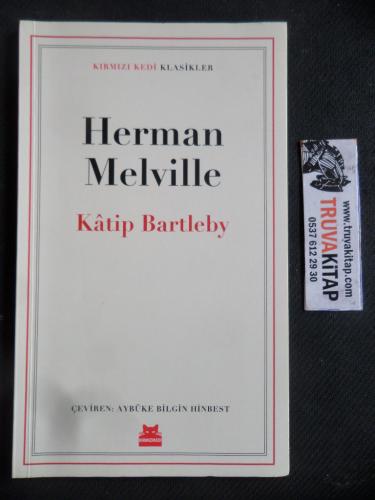 KIRMIZI KEDİ KLASİKLER
Herman
Melville
Kâtip Bartleby
ÇEVİREN: AYBÜKE BİLGİN HİNBEST
KIRMIZIKEDİ
www.truvakitap.com
TRUVAKİTAP
0537 612 29 30